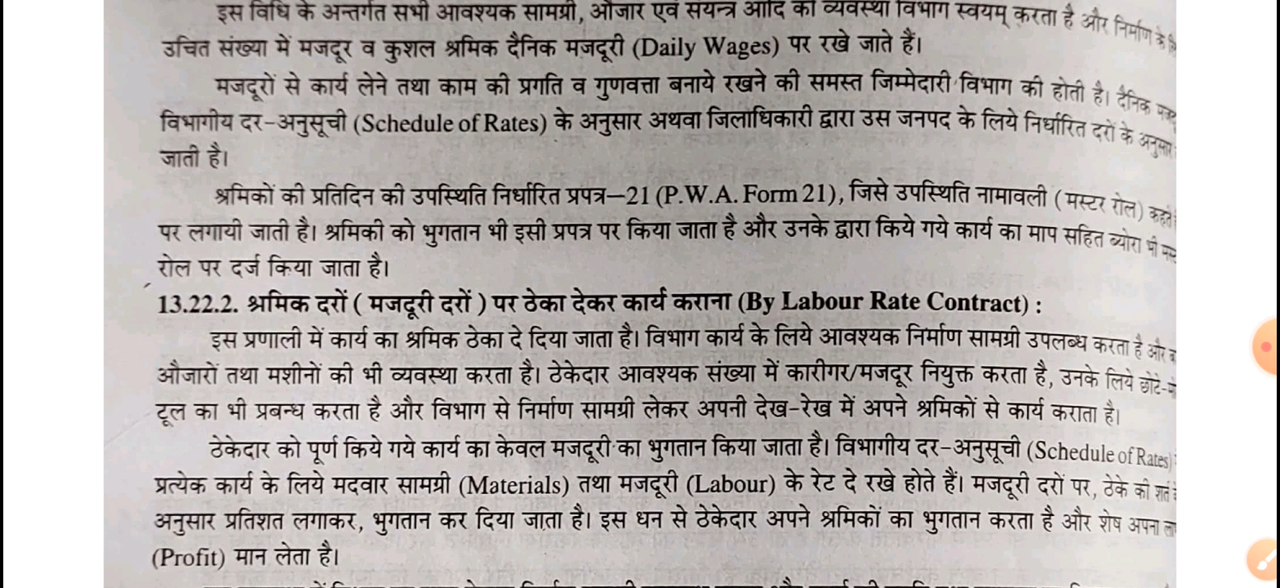 इस विधि के अन्तर्गत सभी आवश्यक सामग्री, औजार एवं संयन्त्र आदि की व्यवस्था विभाग स्वयम् करता है और निर्माण के
उचित संख्या में मजदूर व कुशल श्रमिक दैनिक मजदूरी (Daily Wages) पर रखे जाते हैं।
मजदूरों से कार्य लेने तथा काम की प्रगति व गुणवत्ता बनाये रखने की समस्त जिम्मेदारी विभाग की होती है। दैनिक
विभागीय दर-अनुसूची (Schedule of Rates) के अनुसार अथवा जिलाधिकारी द्वारा उस जनपद के लिये निर्धारित दरों के अनुसार
जाती है।
श्रमिकों की प्रतिदिन की उपस्थिति निर्धारित प्रपत्र-21 (P.W.A. Form 21), जिसे उपस्थिति नामावली (मस्टर रोल) कहते
पर लगायी जाती है। श्रमिकी को भुगतान भी इसी प्रपत्र पर किया जाता है और उनके द्वारा किये गये कार्य का माप सहित ब्योरा भी
रोल पर दर्ज किया जाता है।
13.22.2. श्रमिक दरों ( मजदूरी दरों ) पर ठेका देकर कार्य कराना (By Labour Rate Contract) :
इस प्रणाली में कार्य का श्रमिक ठेका दे दिया जाता है। विभाग कार्य के लिये आवश्यक निर्माण सामग्री उपलब्ध करता है और
औजारों तथा मशीनों की भी व्यवस्था करता है। ठेकेदार आवश्यक संख्या में कारीगर/मजदूर नियुक्त करता है, उनके लिये छोटे-
टूल का भी प्रबन्ध करता है और विभाग से निर्माण सामग्री लेकर अपनी देख-रेख में अपने श्रमिकों से कार्य कराता है।
ठेकेदार को पूर्ण किये गये कार्य का केवल मजदूरी का भुगतान किया जाता है। विभागीय दर-अनुसूची (Schedule of Rates)
प्रत्येक कार्य के लिये मदवार सामग्री (Materials) तथा मजदूरी (Labour) के रेट दे रखे होते हैं। मजदूरी दरों पर, ठेके की शर्त
अनुसार प्रतिशत लगाकर, भुगतान कर दिया जाता है। इस धन से ठेकेदार अपने श्रमिकों का भुगतान करता है और शेष अपना
(Profit) मान लेता है।